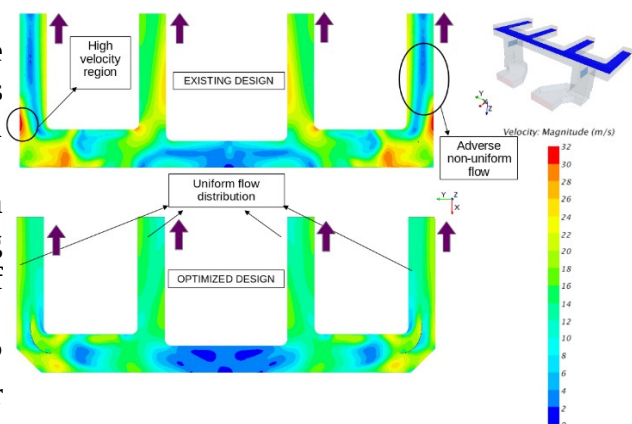 High
velocity
region
EXISTING DESIGN
Adverse
non-uniform
flow
Y
X
Z
Velocity: Magnitude (m/s)
32
30
28
26
24
22
20
18
16
14
12
10
8
6
4
2
Uniform flow
distribution
Y Z
X
OPTIMIZED DESIGN